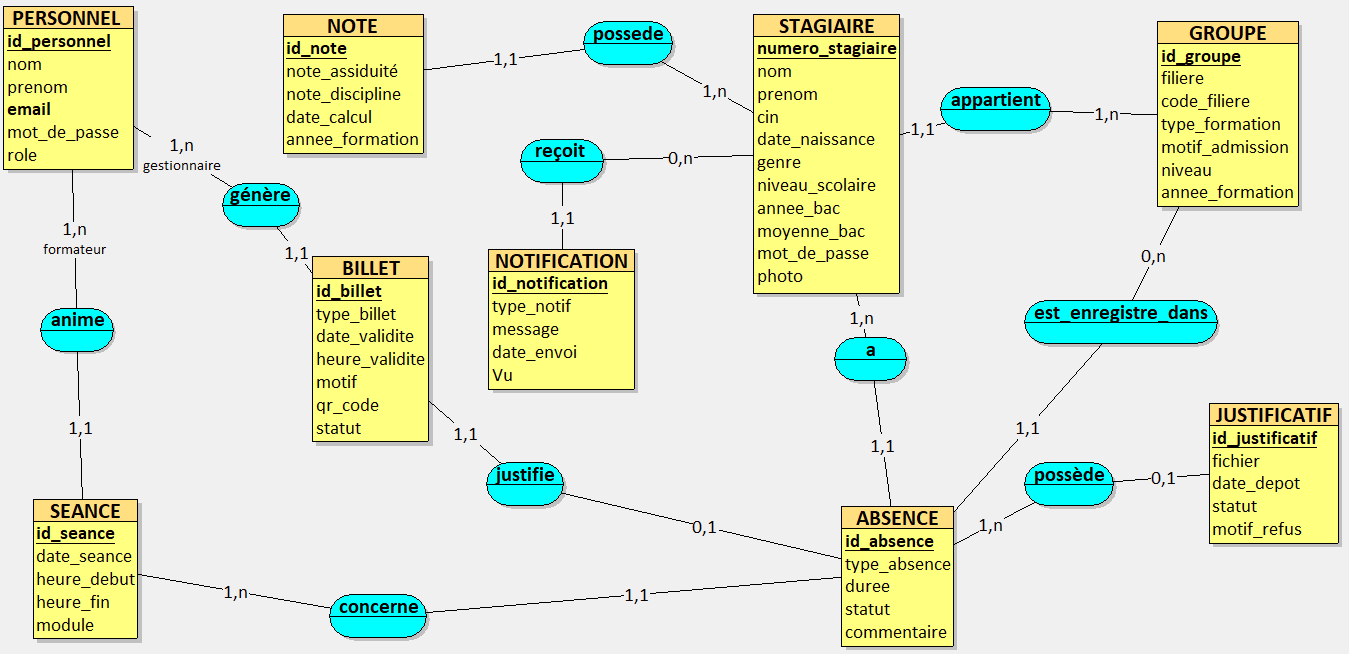 PERSONNEL
id_personnel
nom
prenom
email
mot_de_passe
role
NOTE
id_note
note_assiduité
note_discipline
date_calcul
annee_formation
1,1
possede
1,n
STAGIAIRE
numero_stagiaire
nom
prenom
cin
date_naissance
genre
niveau_scolaire
annee_bac
moyenne_bac
mot_de_passe
photo
1,1
appartient
1,n
GROUPE
id_groupe
filiere
code_filiere
type_formation
motif_admission
niveau
annee_formation
1,n
gestionnaire
génère
1,1
reçoit
0,n
1,1
1,n
formateur
anime
1,1
BILLET
id_billet
type_billet
date_validite
heure_validite
motif
qr_code
statut
NOTIFICATION
id_notification
type_notif
message
date_envoi
Vu
1,n
a
1,1
0,n
est_enregistre_dans
1,1
1,1
justifie
0,1
possède
1,n
0,1
JUSTIFICATIF
id_justificatif
fichier
date_depot
statut
motif_refus
SEANCE
id_seance
date_seance
heure_debut
heure_fin
module
1,n
concerne
1,1
ABSENCE
id_absence
type_absence
duree
statut
commentaire